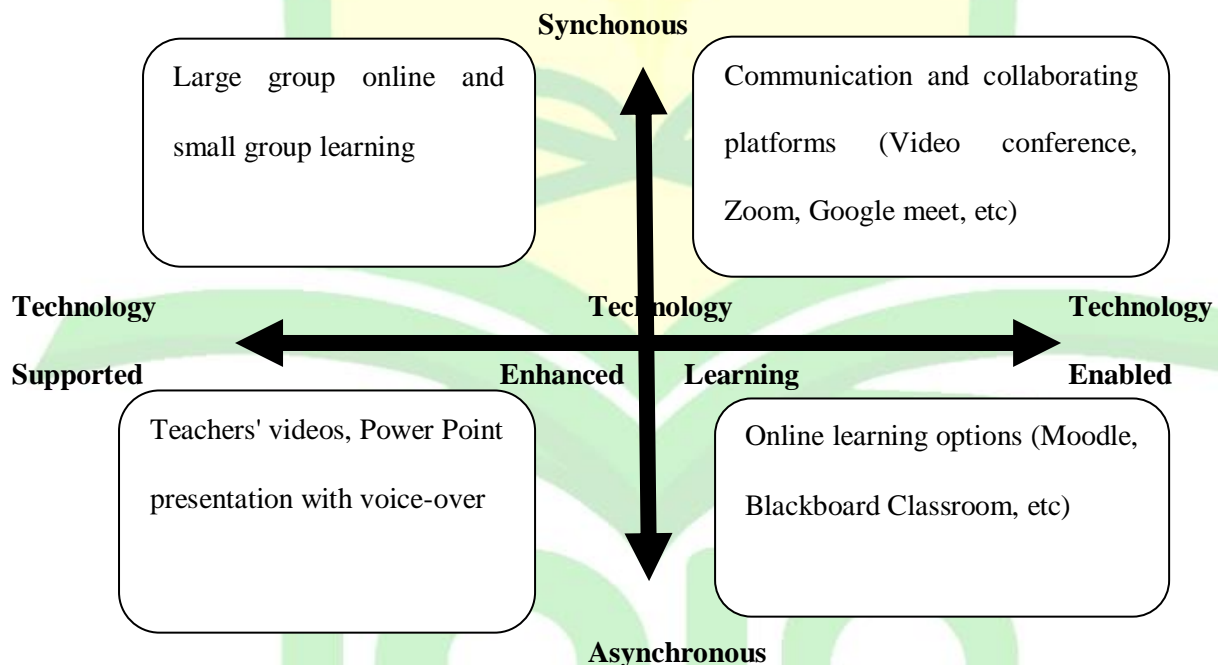 Synchonous
Large group online and
small group learning
Communication and collaborating
platforms (Video conference,
Zoom, Google meet, etc)
Technology Technology Technology
Supported Enhanced Learning Enabled
Teachers' videos, Power Point
presentation with voice-over
Online learning options (Moodle,
Blackboard Classroom, etc)
Asynchronous